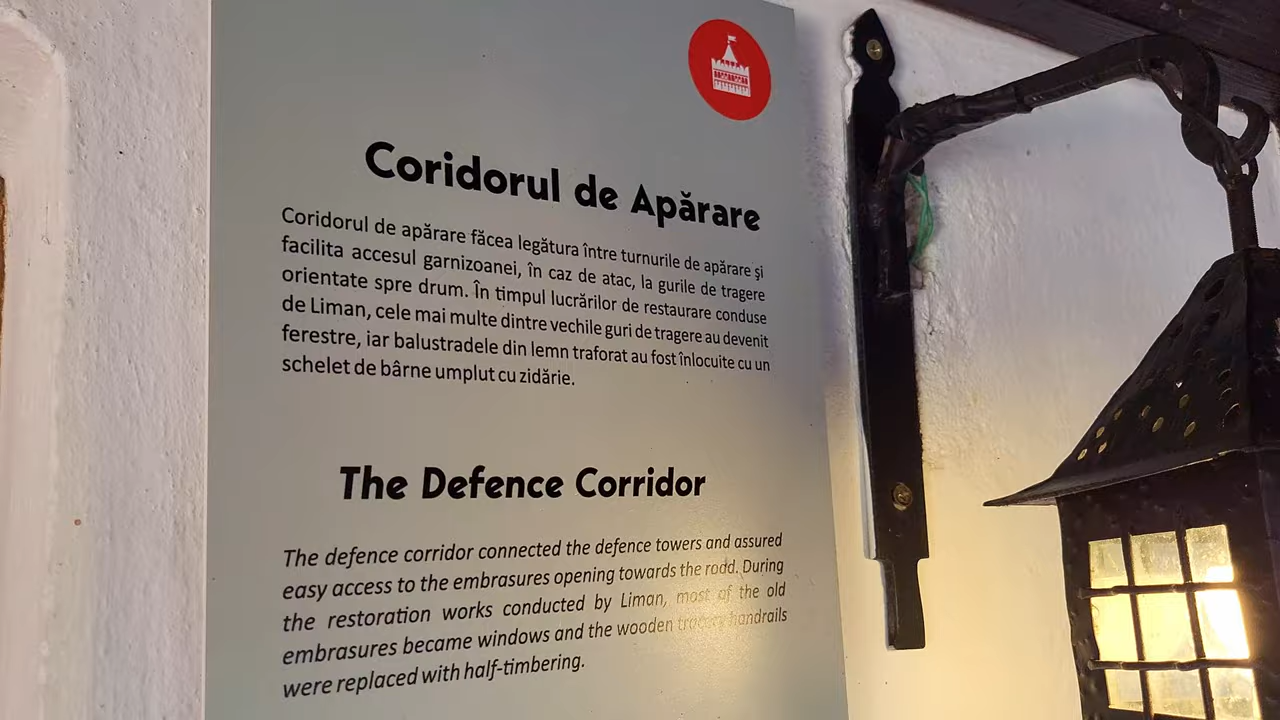 Coridorul de Apărare
Coridorul de apărare făcea legătura între turnurile de apărare și
facilita accesul garnizoanei, în caz de atac, la gurile de tragere
orientate spre drum. În timpul lucrărilor de restaurare conduse
de Liman, cele mai multe dintre vechile guri de tragere au devenit
ferestre, iar balustradele din lemn traforat au fost înlocuite cu un
schelet de bârne umplut cu zidărie.
The Defence Corridor
The defence corridor connected the defence towers and assured
easy access to the embrasures opening towards the road. During
the restoration works conducted by Liman, most of the old
embrasures became windows and the wooden tracery handrails
were replaced with half-timbering.